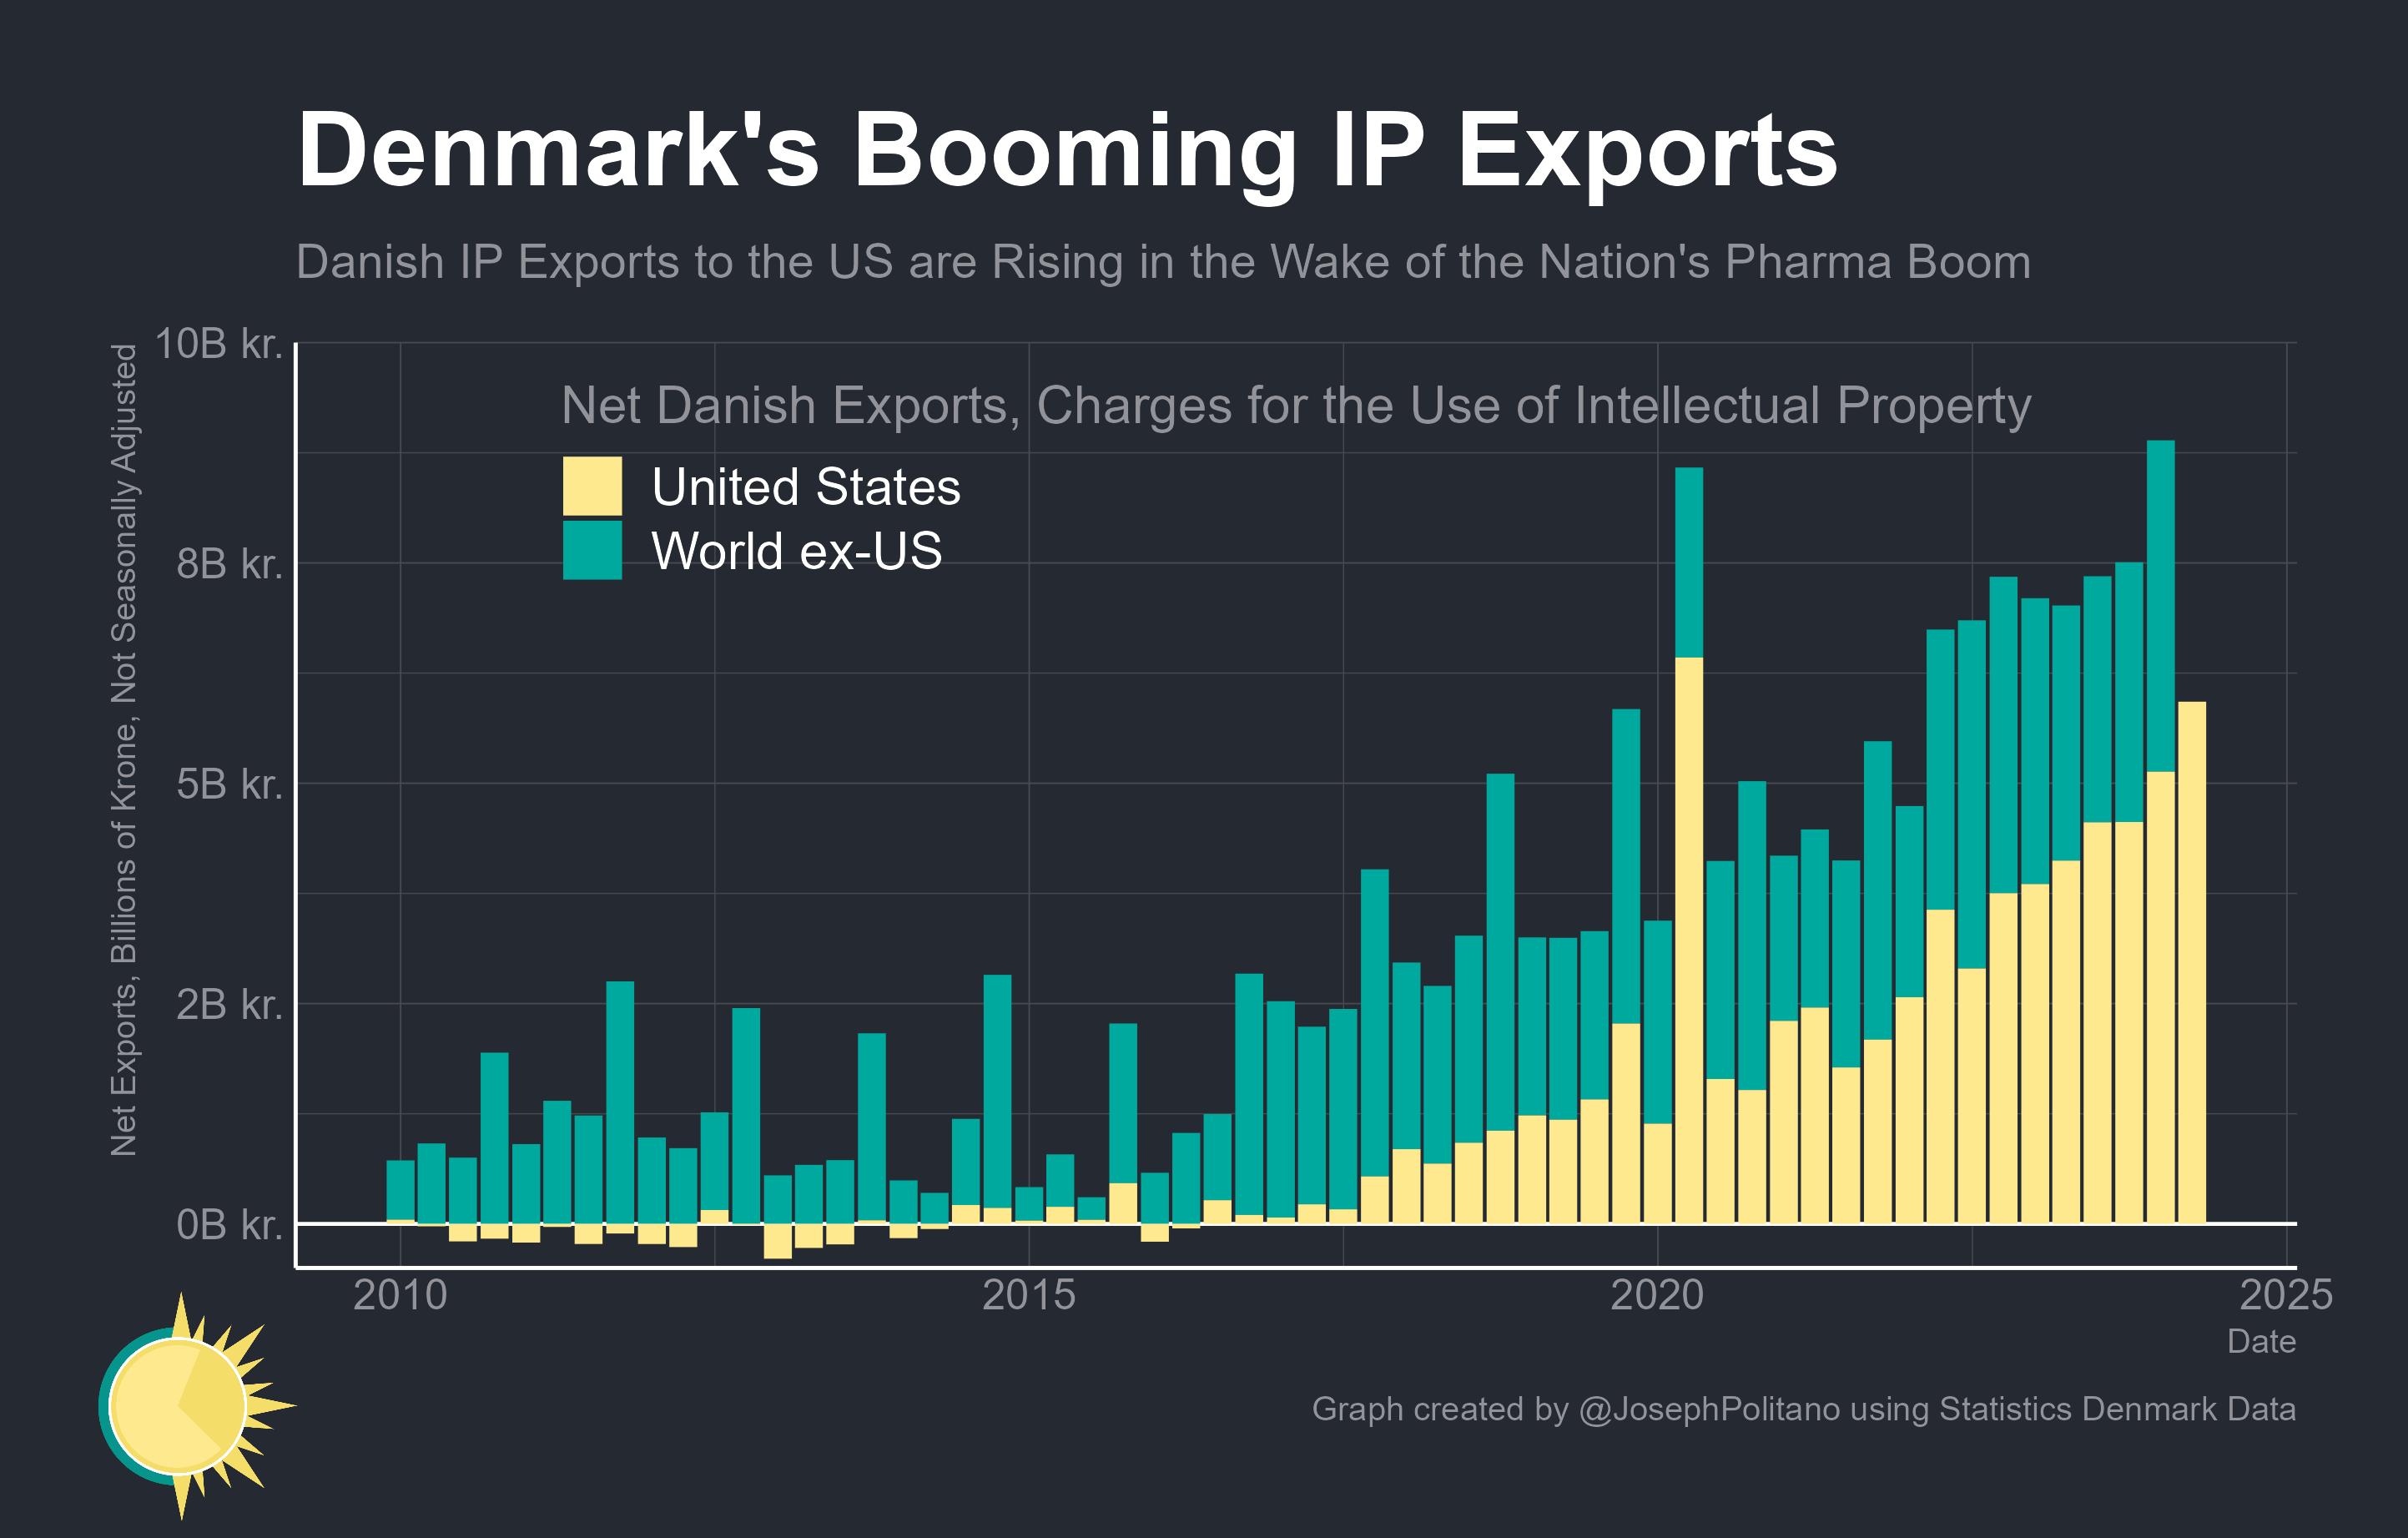 Denmark's Booming IP Exports
Danish IP Exports to the US are Rising in the Wake of the Nation's Pharma Boom
Net Exports, Billions of Krone, Not Seasonally Adjusted
10B kr.
8B kr.
5B kr.
2B kr.
0B kr.
Net Danish Exports, Charges for the Use of Intellectual Property
United States
World ex-US
2010
2015
2020
2025
Date
Graph created by @JosephPolitano using Statistics Denmark Data